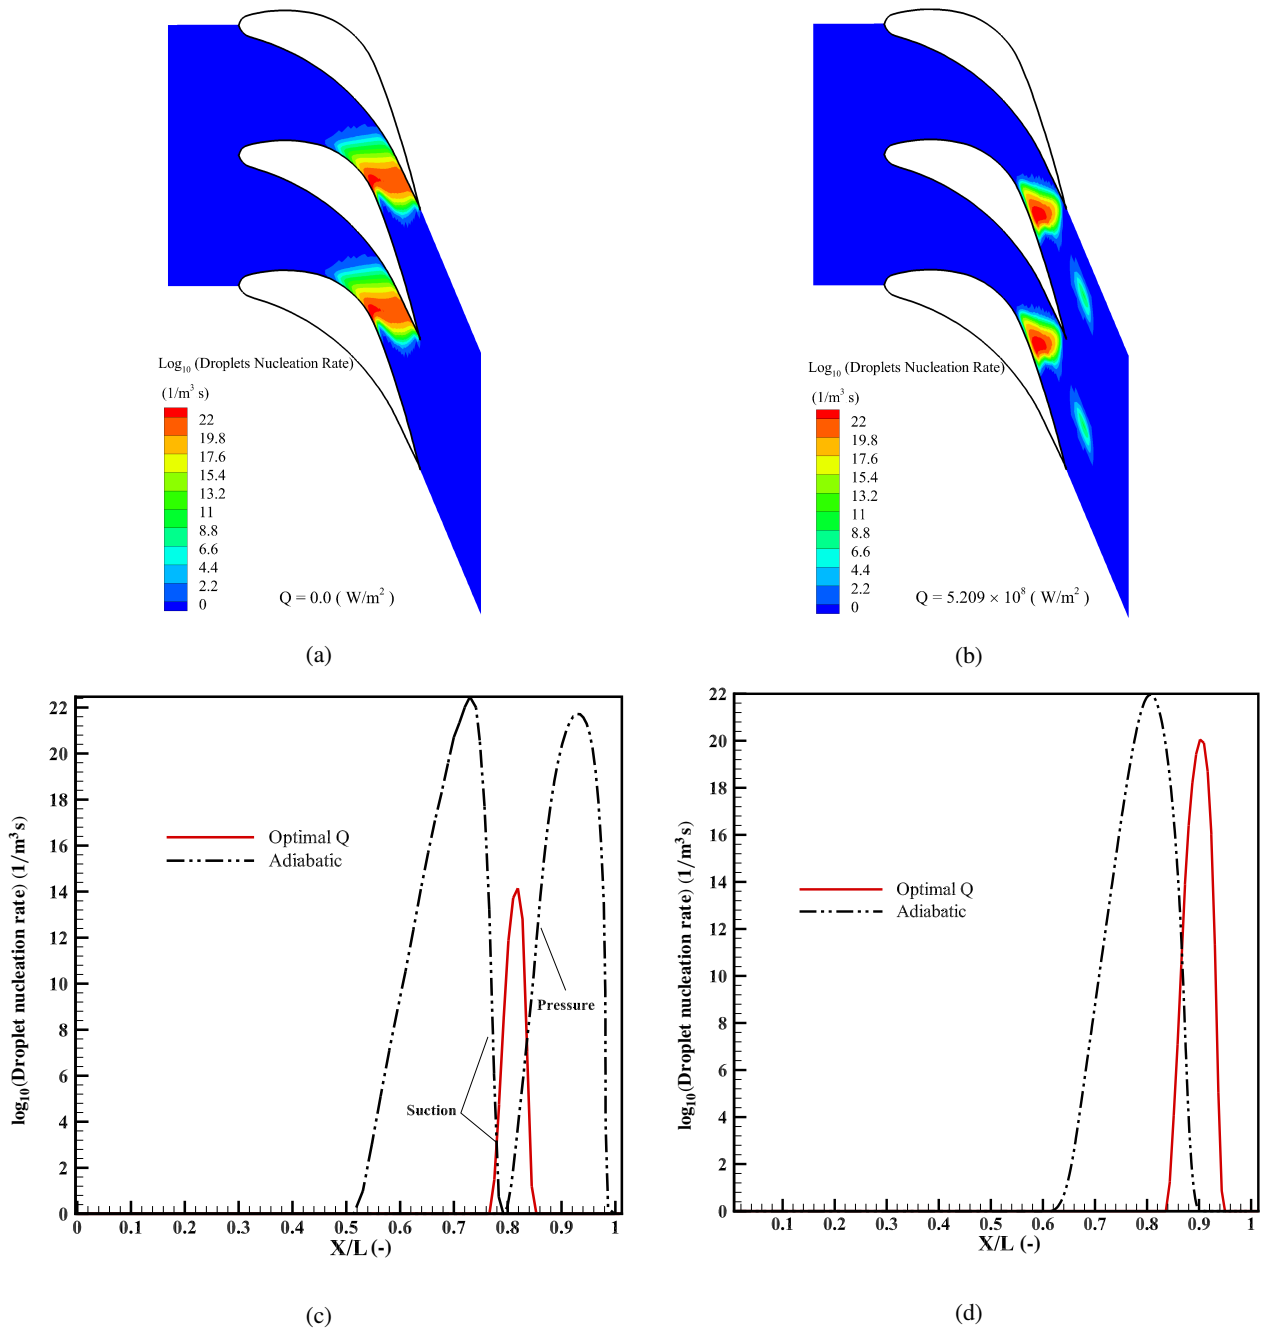 Log10 (Droplets Nucleation Rate)
(1/m³ s)
22
19.8
17.6
15.4
13.2
11
8.8
6.6
4.4
2.2
0
Q = 0.0 ( W/m² )
(a)
Log10 (Droplets Nucleation Rate)
(1/m³ s)
22
19.8
17.6
15.4
13.2
11
8.8
6.6
4.4
2.2
0
Q = 5.209 × 10⁸ ( W/m² )
(b)
log10(Droplet nucleation rate) (1/m³s)
22
20
18
16
14
12
10
8
6
4
2
0
Optimal Q
Adiabatic
Pressure
Suction
0 0.1 0.2 0.3 0.4 0.5 0.6 0.7 0.8 0.9 1
X/L (-)
(c)
log10(Droplet nucleation rate) (1/m³s)
22
20
18
16
14
12
10
8
6
4
2
0
Optimal Q
Adiabatic
0.1 0.2 0.3 0.4 0.5 0.6 0.7 0.8 0.9 1
X/L (-)
(d)